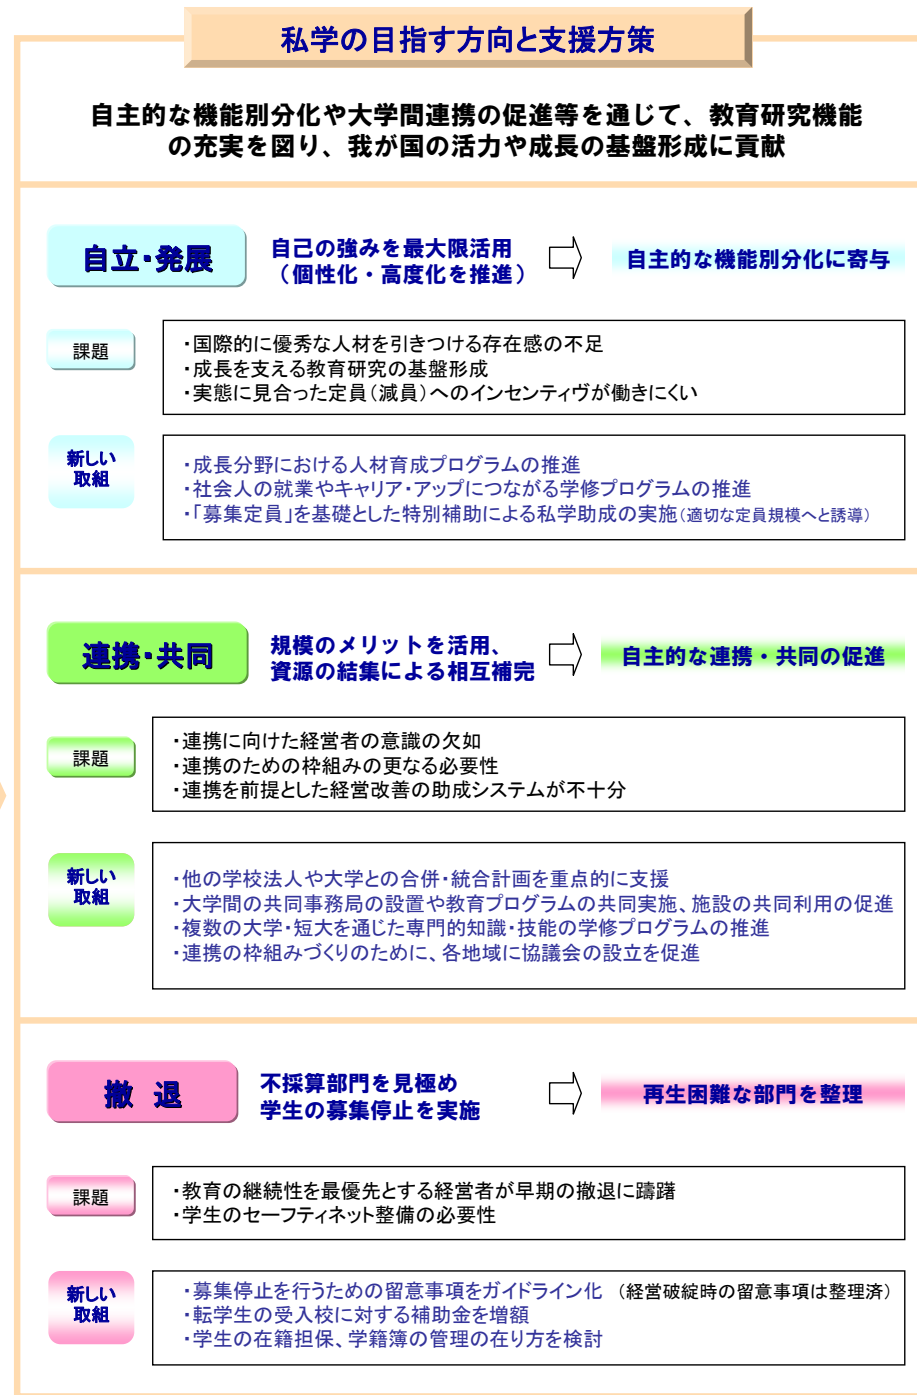 私学の目指す方向と支援方策
自主的な機能別分化や大学間連携の促進等を通じて、教育研究機能
の充実を図り、我が国の活力や成長の基盤形成に貢献
自立・発展
自己の強みを最大限活用
（個性化・高度化を推進）
自主的な機能別分化に寄与
課題
・国際的に優秀な人材を引きつける存在感の不足
・成長を支える教育研究の基盤形成
・実態に見合った定員（減員）へのインセンティヴが働きにくい
新しい
取組
・成長分野における人材育成プログラムの推進
・社会人の就業やキャリア・アップにつながる学修プログラムの推進
・「募集定員」を基礎とした特別補助による私学助成の実施（適切な定員規模へと誘導）
連携・共同
規模のメリットを活用、
資源の結集による相互補完
自主的な連携・共同の促進
課題
・連携に向けた経営者の意識の欠如
・連携のための枠組みの更なる必要性
・連携を前提とした経営改善の助成システムが不十分
新しい
取組
・他の学校法人や大学との合併・統合計画を重点的に支援
・大学間の共同事務局の設置や教育プログラムの共同実施、施設の共同利用の促進
・複数の大学・短大を通じた専門的知識・技能の学修プログラムの推進
・連携の枠組みづくりのために、各地域に協議会の設立を促進
撤　退
不採算部門を見極め
学生の募集停止を実施
再生困難な部門を整理
課題
・教育の継続性を最優先とする経営者が早期の撤退に躊躇
・学生のセーフティネット整備の必要性
新しい
取組
・募集停止を行うための留意事項をガイドライン化　（経営破綻時の留意事項は整理済）
・転学生の受入校に対する補助金を増額
・学生の在籍担保、学籍簿の管理の在り方を検討